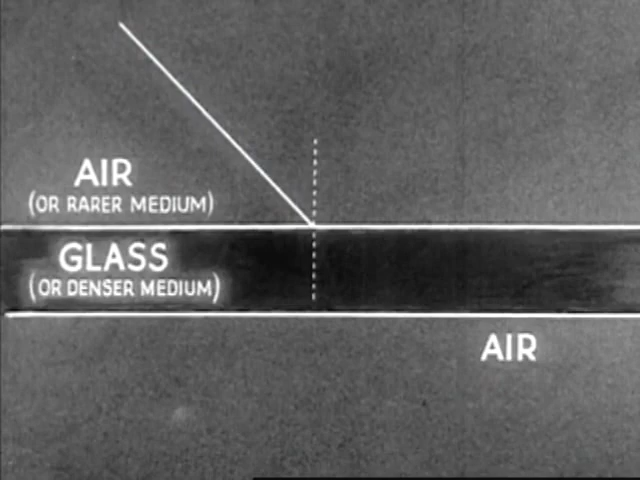 AIR
(OR RARER MEDIUM)
GLASS
(OR DENSER MEDIUM)
AIR